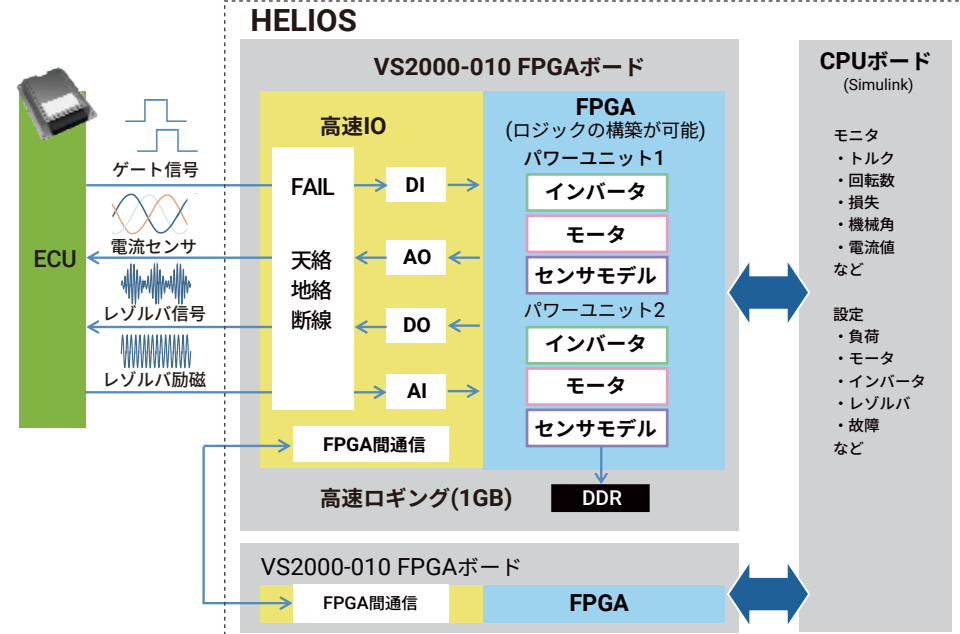 HELIOS
VS2000-010 FPGAボード
高速IO
FPGA
(ロジックの構築が可能)
パワーユニット1
インバータ
モータ
センサモデル
パワーユニット2
インバータ
モータ
センサモデル
ECU
ゲート信号
電流センサ
レゾルバ信号
レゾルバ励磁
FAIL
天絡
地絡
断線
DI
AO
DO
AI
FPGA間通信
高速ロギング(1GB)
DDR
VS2000-010 FPGAボード
FPGA間通信
FPGA
CPUボード
(Simulink)
モニタ
・トルク
・回転数
・損失
・機械角
・電流値
など
設定
・負荷
・モータ
・インバータ
・レゾルバ
・故障
など